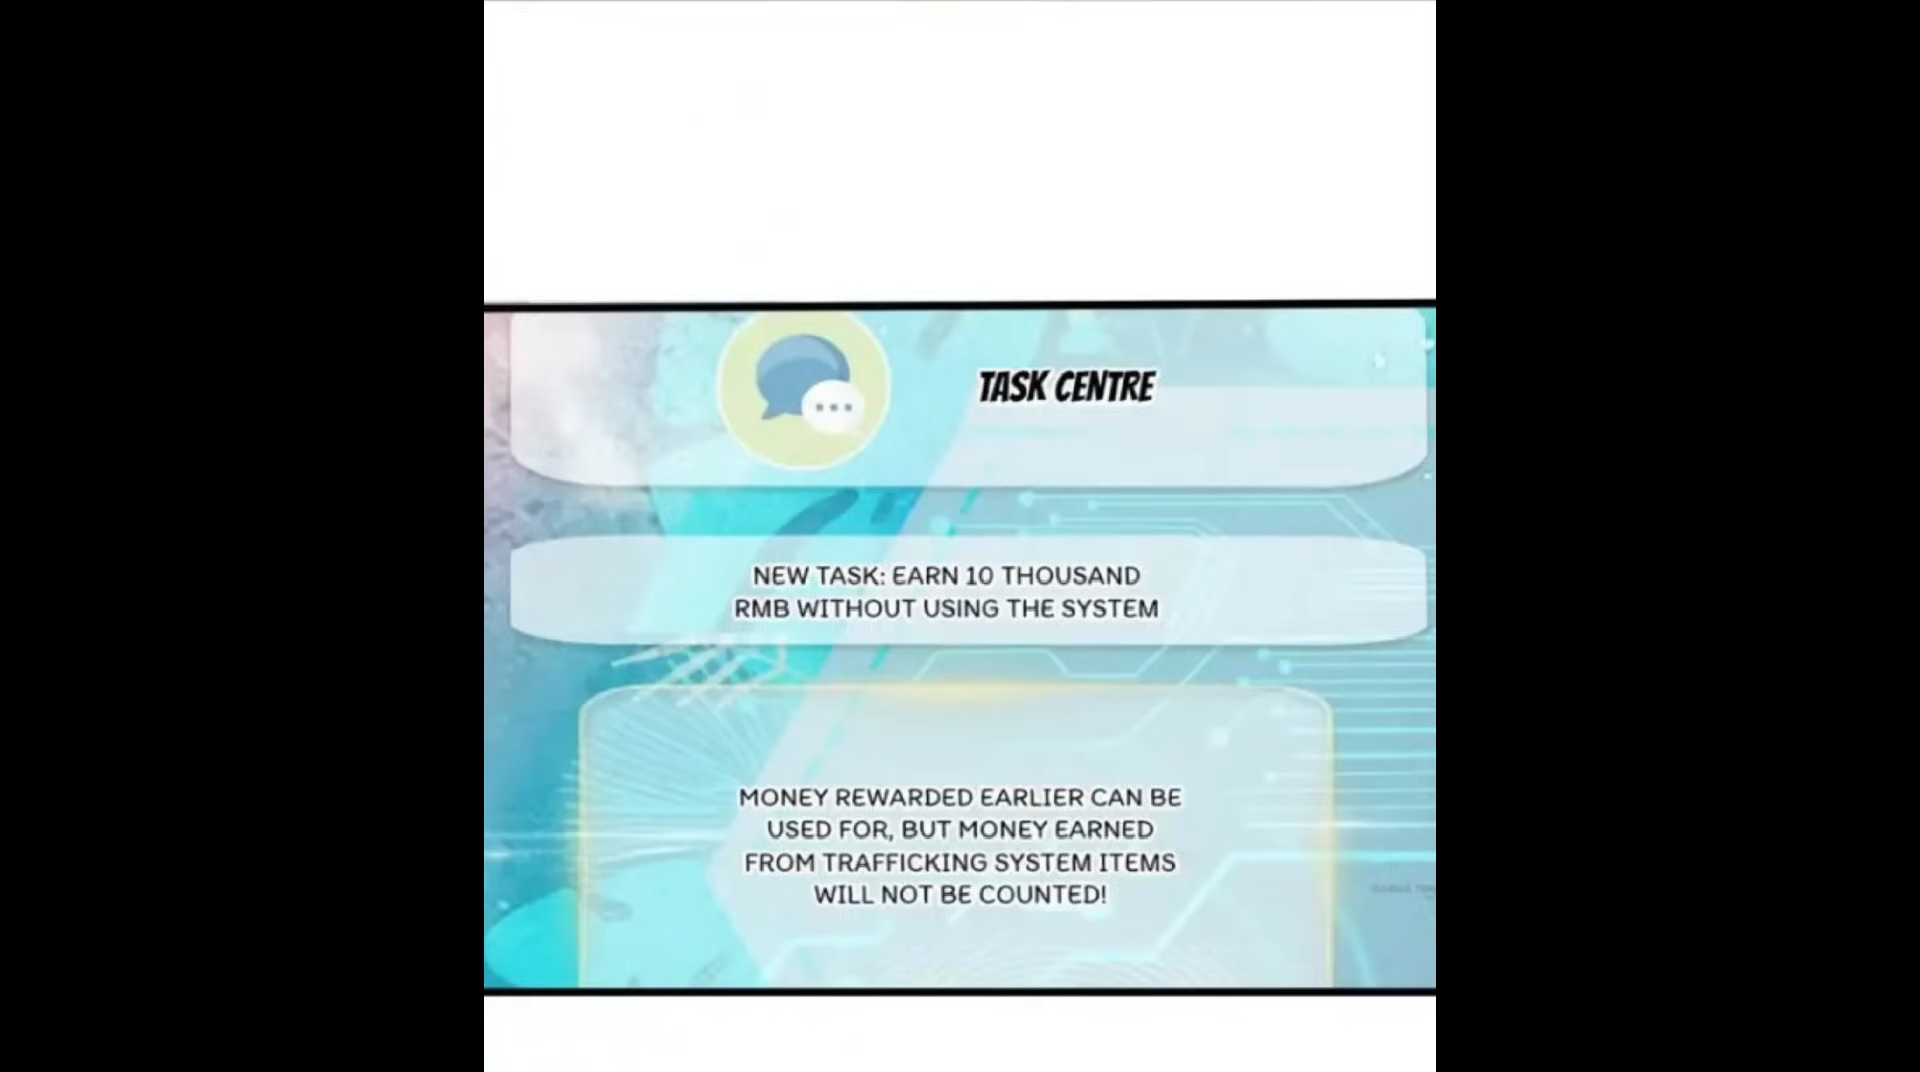 TASK CENTRE
NEW TASK: EARN 10 THOUSAND
RMB WITHOUT USING THE SYSTEM
MONEY REWARDED EARLIER CAN BE
USED FOR, BUT MONEY EARNED
FROM TRAFFICKING SYSTEM ITEMS
WILL NOT BE COUNTED!